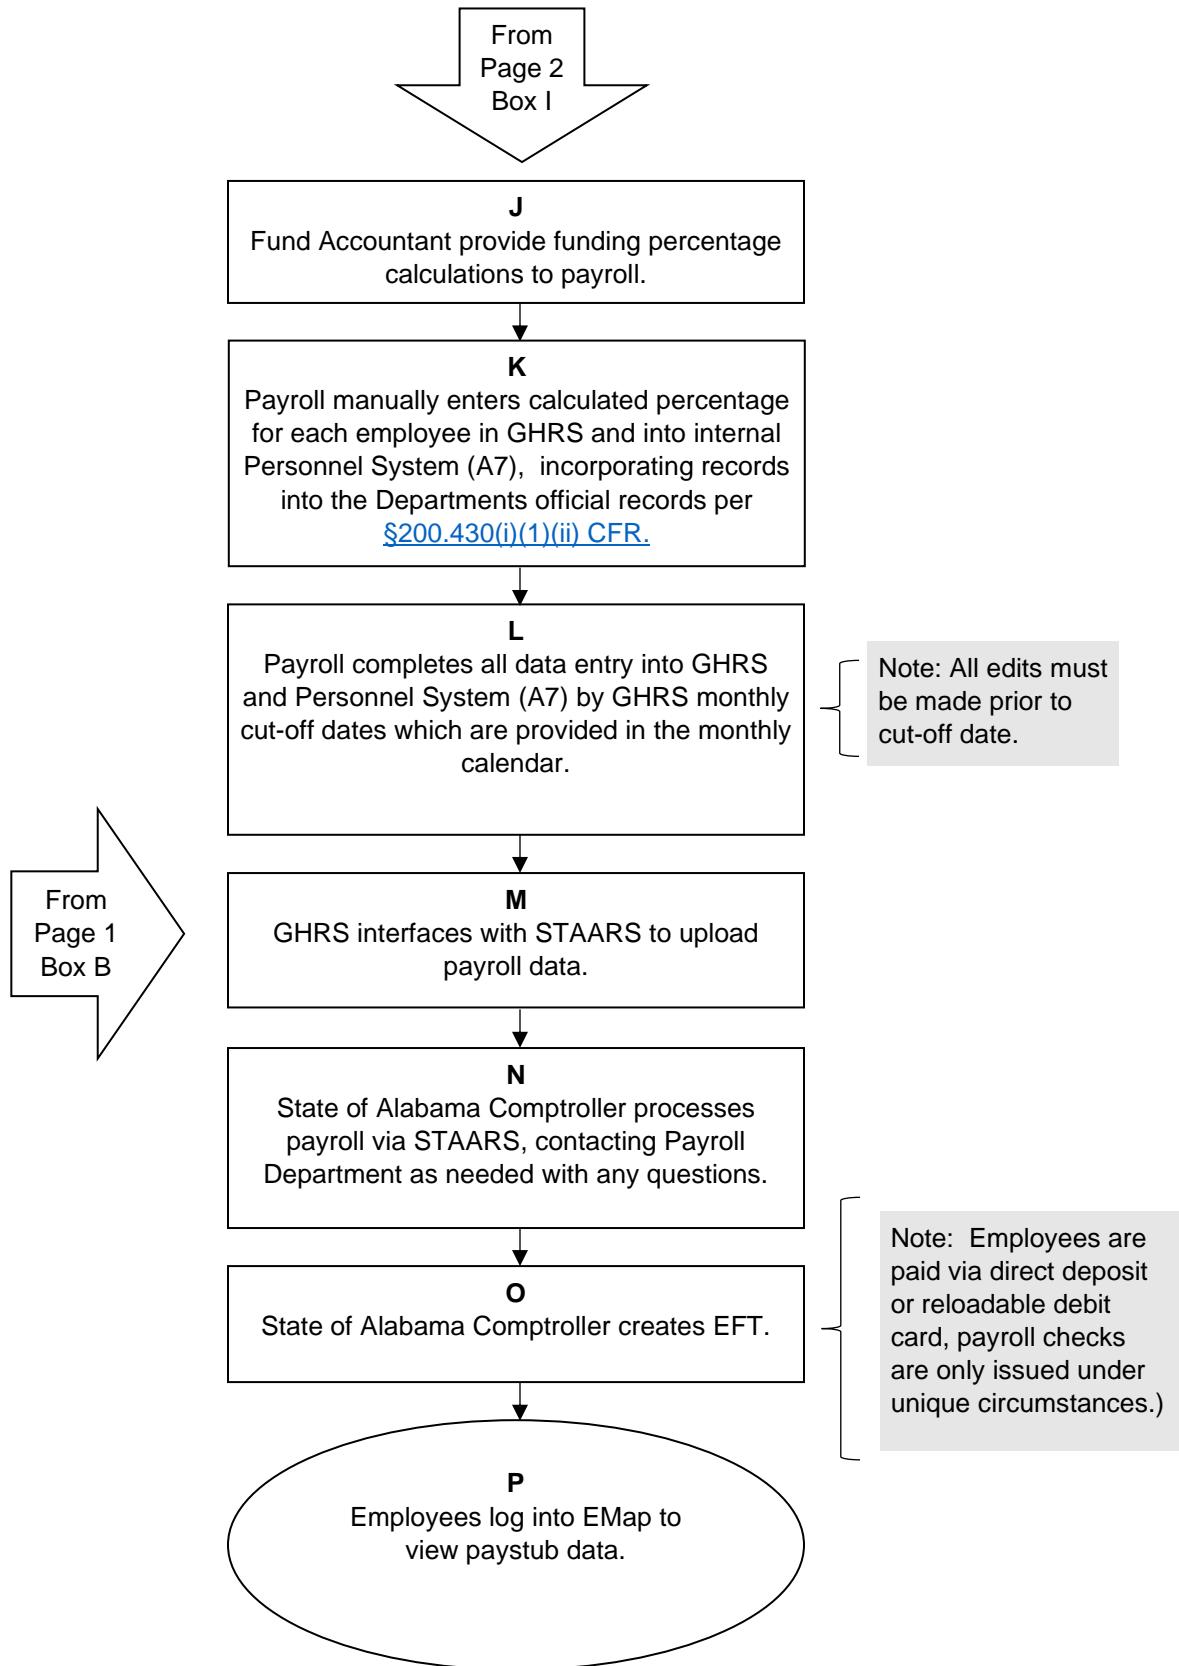 From
Page 2
Box I
J
Fund Accountant provide funding percentage
calculations to payroll.
K
Payroll manually enters calculated percentage
for each employee in GHRS and into internal
Personnel System (A7),  incorporating records
into the Departments official records per
§200.430(i)(1)(ii) CFR.
L
Payroll completes all data entry into GHRS
and Personnel System (A7) by GHRS monthly
cut-off dates which are provided in the monthly
calendar.
Note: All edits must
be made prior to
cut-off date.
From
Page 1
Box B
M
GHRS interfaces with STAARS to upload
payroll data.
N
State of Alabama Comptroller processes
payroll via STAARS, contacting Payroll
Department as needed with any questions.
O
State of Alabama Comptroller creates EFT.
Note:  Employees are
paid via direct deposit
or reloadable debit
card, payroll checks
are only issued under
unique circumstances.)
P
Employees log into EMap to
view paystub data.